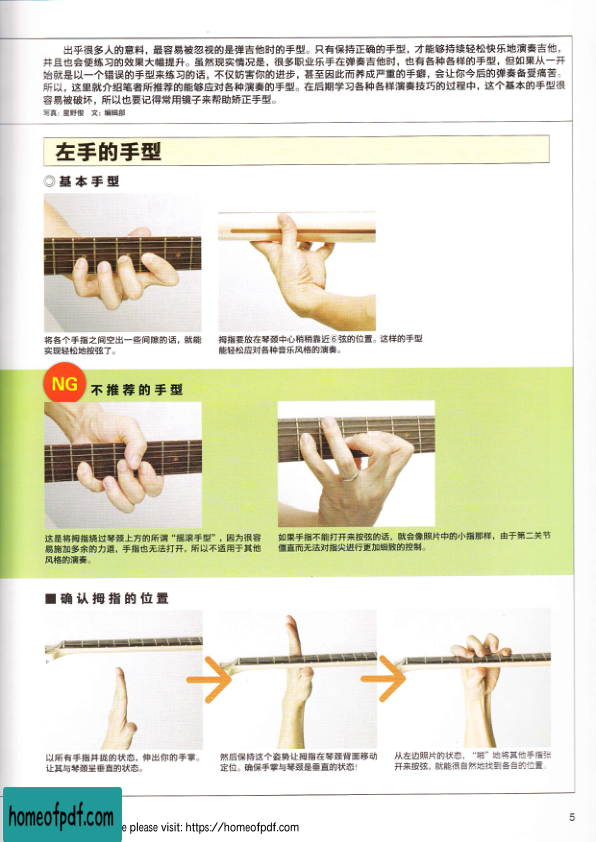 出乎很多人的意料，最容易被忽视的是弹吉他时的手型。只有保持正确的手型，才能够持续轻松快乐地演奏吉他，
并且也会使练习的效果大幅提升。虽然现实情况是，很多职业乐手在弹奏吉他时，也有各种各样的手型，但如果从一开
始就是以一个错误的手型来练习的话，不仅妨害你的进步，甚至因此而养成严重的手癖，会让你今后的弹奏备受痛苦。
所以，这里就介绍笔者所推荐的能够应对各种演奏的手型。在后期学习各种各样演奏技巧的过程中，这个基本的手型很
容易被破坏，所以也要记得常用镜子来帮助矫正手型。
写真：星野俊 文：编辑部
左手的手型
◎基本手型
将各个手指之间空出一些间隙的话，就能
实现轻松地按弦了。
拇指要放在琴颈中心稍稍靠近⑥弦的位置。这样的手型
能轻松应对各种音乐风格的演奏。
NG 不推荐的手型
这是将拇指绕过琴颈上方的所谓“摇滚手型”，因为很容
易施加多余的力道，手指也无法打开，所以不适用于其他
风格的演奏。
如果手指不能打开来按弦的话，就会像照片中的小指那样，由于第二关节
僵直而无法对指尖进行更加细致的控制。
■确认拇指的位置
以所有手指并拢的状态，伸出你的手掌。
让其与琴颈呈垂直的状态。
然后保持这个姿势让拇指在琴颈背面移动
定位。确保手掌与琴颈是垂直的状态!
从左边照片的状态，“啪”地将其他手指张
开来按弦，就能很自然地找到各自的位置。
5
homeofpdf.com
e please visit: https://homeofpdf.com